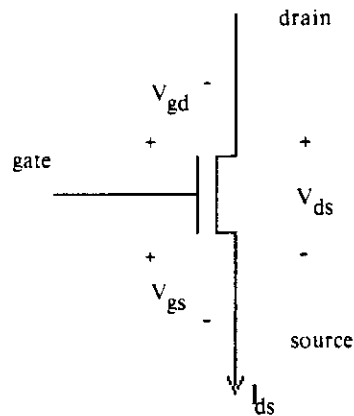 drain
-
V_gd
+ +
gate
V_ds
+ -
V_gs
-
source
I_ds